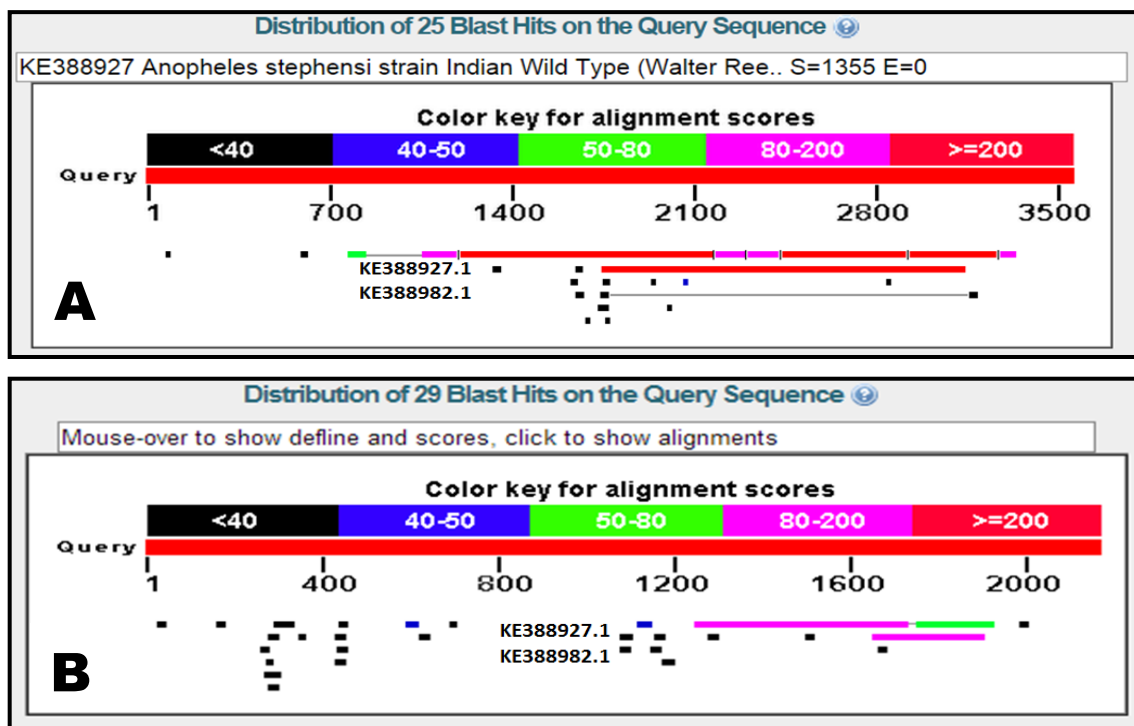 Distribution of 25 Blast Hits on the Query Sequence ?
KE388927 Anopheles stephensi strain Indian Wild Type (Walter Ree.. S=1355 E=0
Color key for alignment scores
<40 40-50 50-80 80-200 >=200
Query
1 700 1400 2100 2800 3500
KE388927.1
KE388982.1
A
Distribution of 29 Blast Hits on the Query Sequence ?
Mouse-over to show defline and scores, click to show alignments
Color key for alignment scores
<40 40-50 50-80 80-200 >=200
Query
1 400 800 1200 1600 2000
KE388927.1
KE388982.1
B